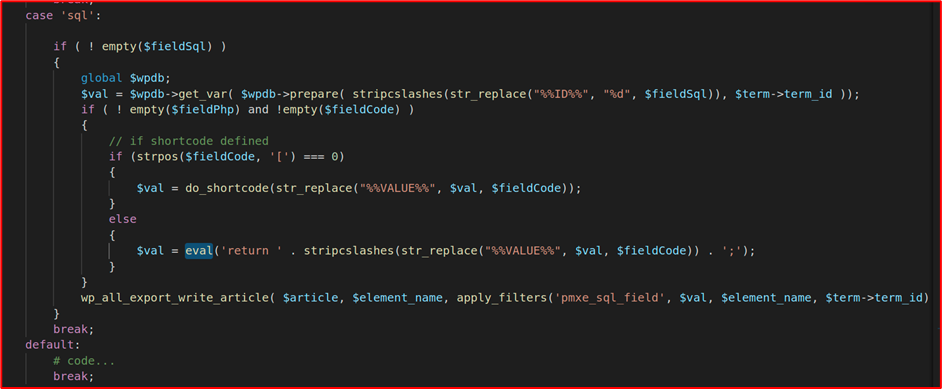 break;
case 'sql':
if ( ! empty($fieldSql) )
{
global $wpdb;
$val = $wpdb->get_var( $wpdb->prepare( stripcslashes(str_replace("%%ID%%", "%d", $fieldSql)), $term->term_id ));
if ( ! empty($fieldPhp) and !empty($fieldCode) )
{
// if shortcode defined
if (strpos($fieldCode, '[') === 0)
{
$val = do_shortcode(str_replace("%%VALUE%%", $val, $fieldCode));
}
else
{
$val = eval('return ' . stripcslashes(str_replace("%%VALUE%%", $val, $fieldCode)) . ';');
}
}
wp_all_export_write_article( $article, $element_name, apply_filters('pmxe_sql_field', $val, $element_name, $term->term_id)
}
break;
default:
# code...
break;